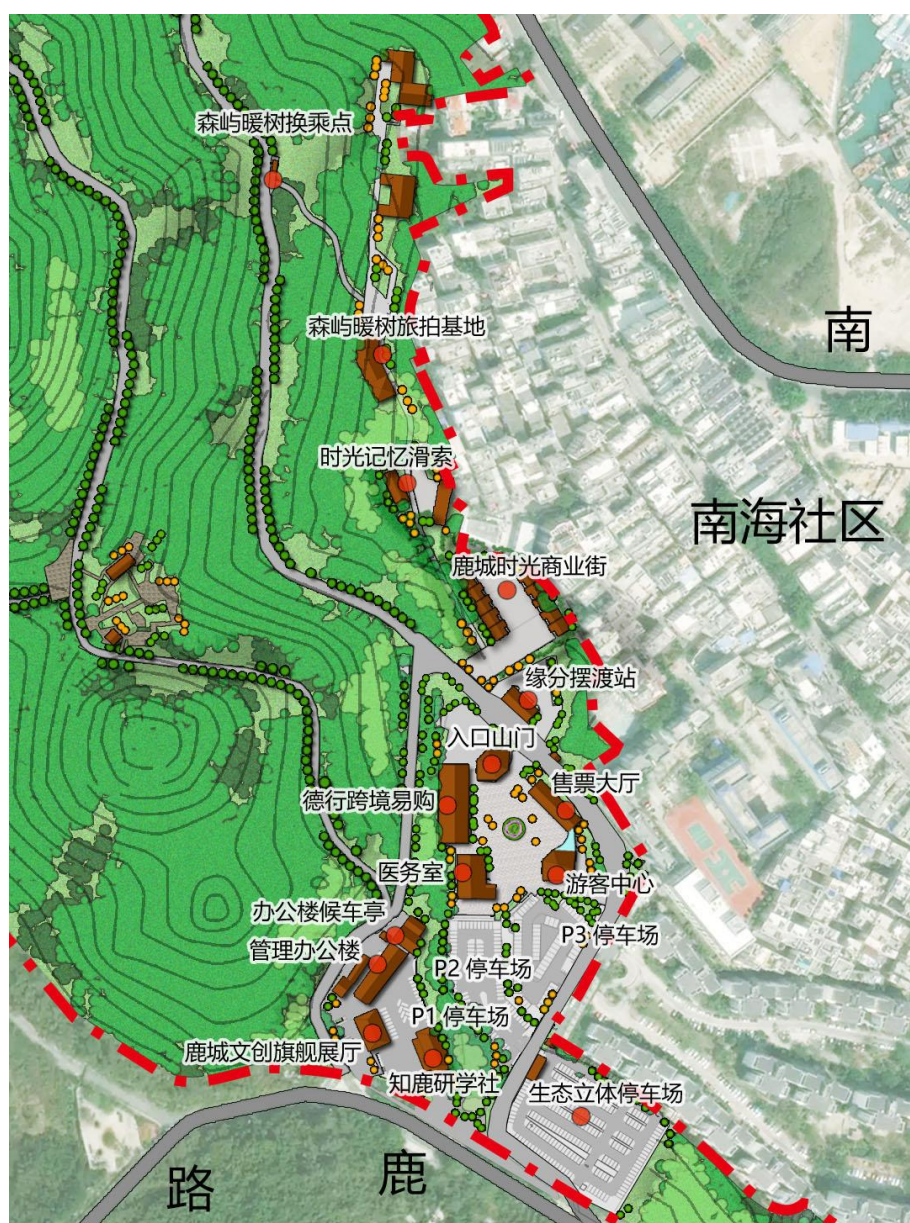 森屿暖树换乘点
森屿暖树旅拍基地
南
时光记忆滑索
南海社区
鹿城时光商业街
缘分摆渡站
入口山门
售票大厅
德行跨境易购
医务室
游客中心
办公楼候车亭
P3 停车场
管理办公楼
P2 停车场
P1 停车场
鹿城文创旗舰展厅
知鹿研学社
生态立体停车场
路
鹿